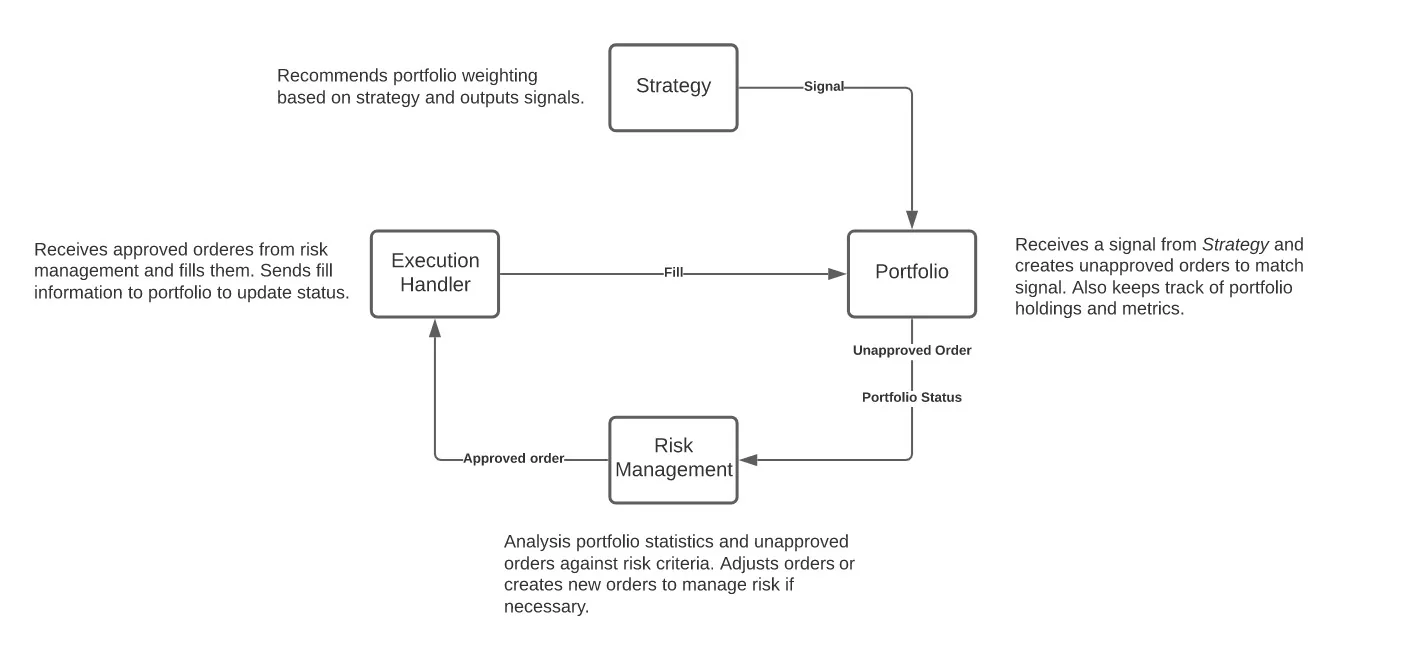 Recommends portfolio weighting
based on strategy and outputs signals.
Strategy
Signal
Receives approved orderes from risk
management and fills them. Sends fill
information to portfolio to update status.
Execution
Handler
Fill
Portfolio
Receives a signal from Strategy and
creates unapproved orders to match
signal. Also keeps track of portfolio
holdings and metrics.
Unapproved Order
Portfolio Status
Approved order
Risk
Management
Analysis portfolio statistics and unapproved
orders against risk criteria. Adjusts orders or
creates new orders to manage risk if
necessary.